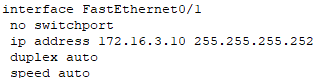 interface FastEthernet0/1
no switchport
ip address 172.16.3.10 255.255.255.252
duplex auto
speed auto